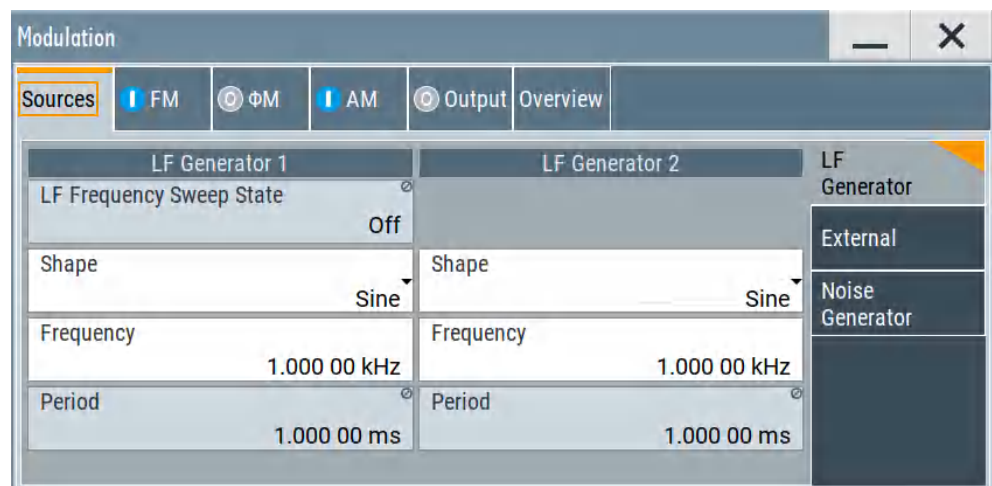 Modulation
Sources FM ΦM AM Output Overview
LF Generator 1 LF Generator 2
LF Generator
External
Noise Generator
LF Frequency Sweep State
Off
Shape
Sine
Shape
Sine
Frequency
1.000 00 kHz
Frequency
1.000 00 kHz
Period
1.000 00 ms
Period
1.000 00 ms